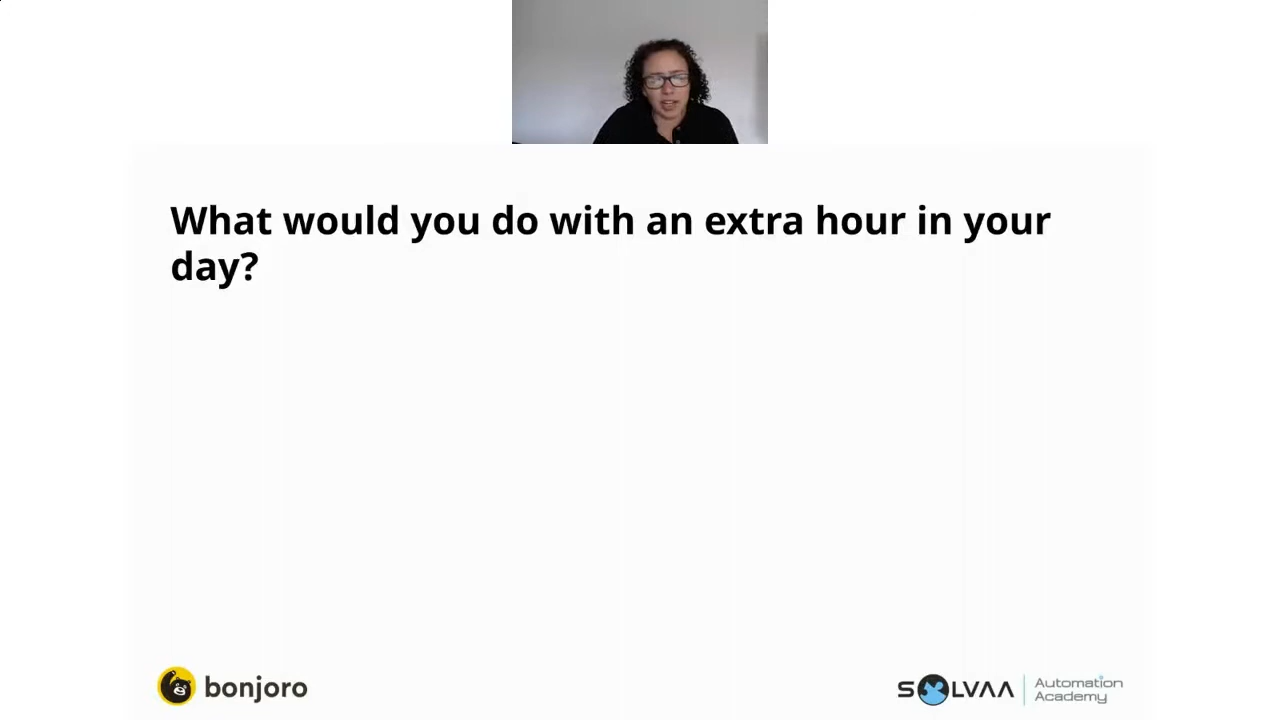 What would you do with an extra hour in your
day?
bonjoro
SOLVAA
Automation
Academy